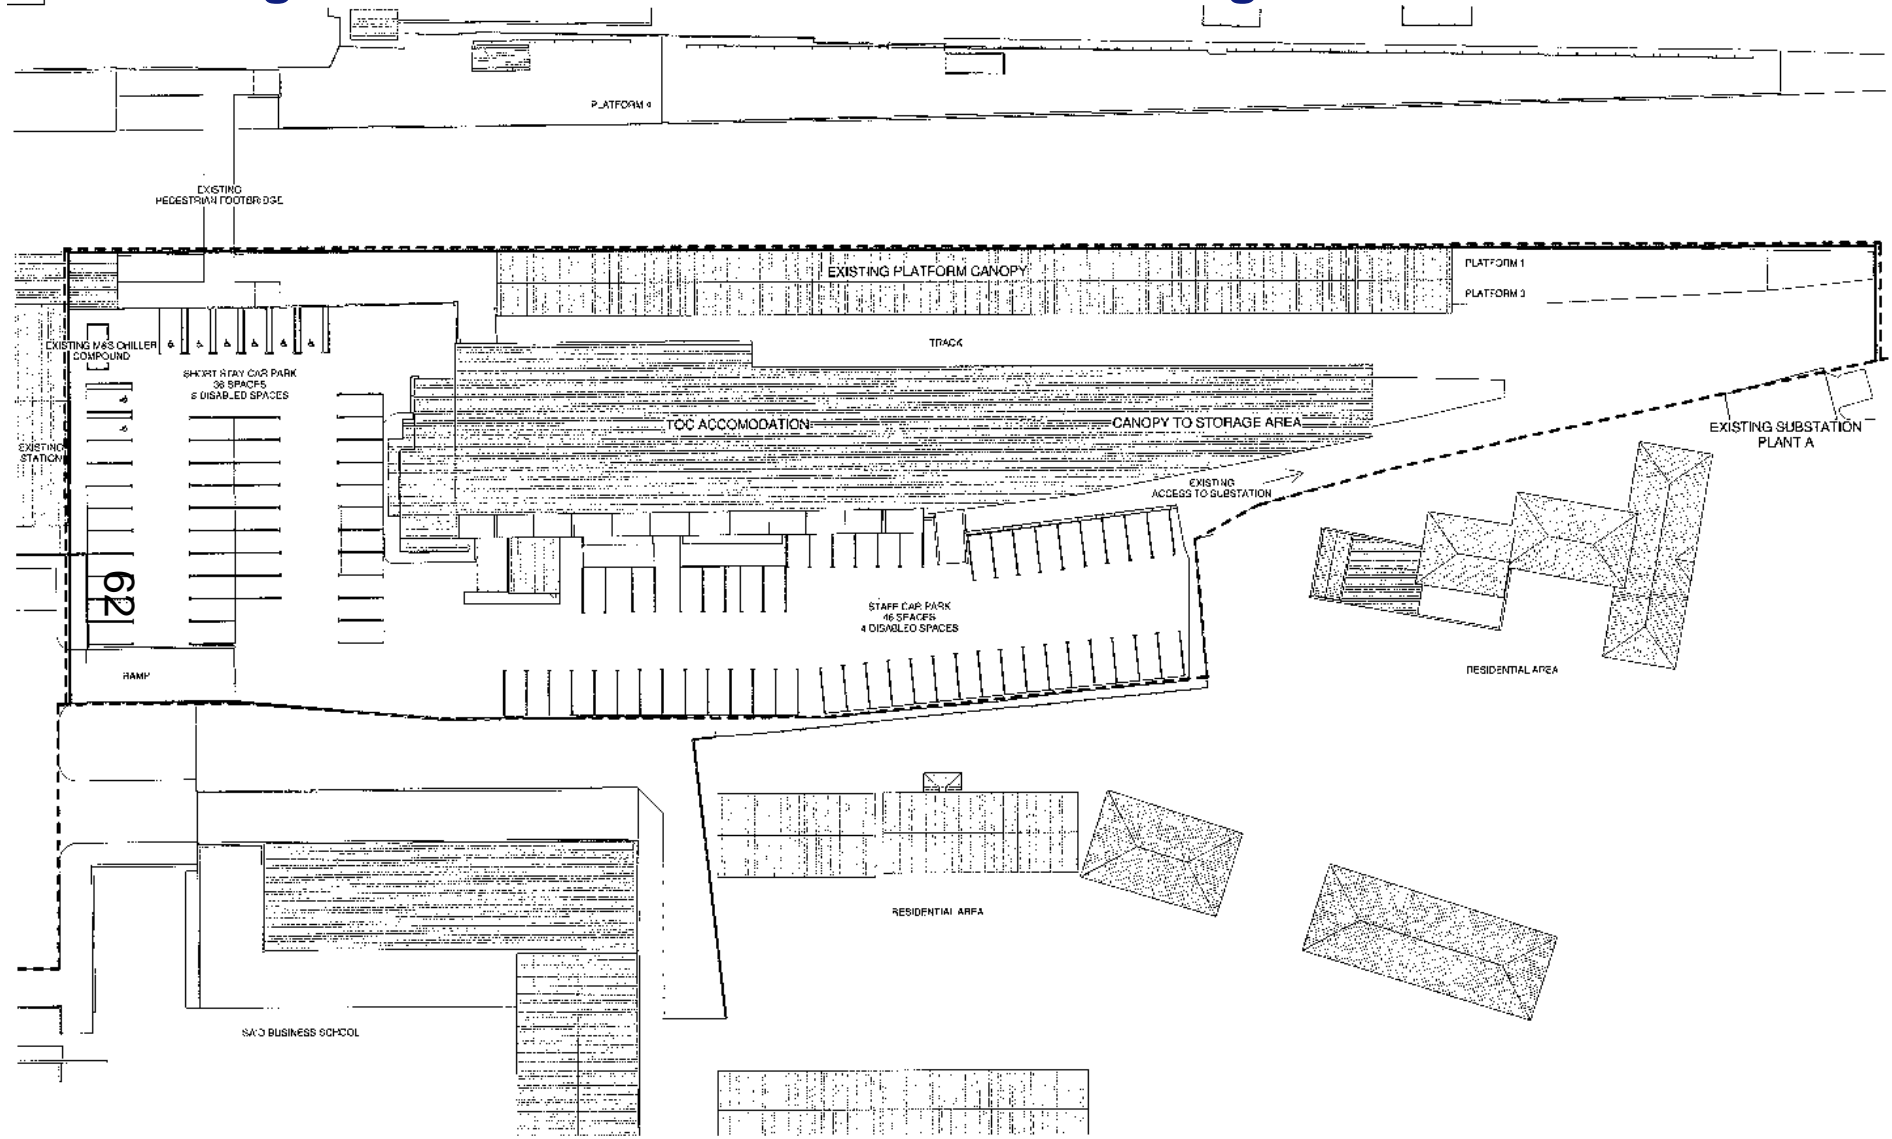 PLATFORM 4
EXISTING
PEDESTRIAN FOOTBRIDGE
EXISTING PLATFORM CANOPY
PLATFORM 1
PLATFORM 3
EXISTING M&S CHILLER
COMPOUND
TRACK
SHORT STAY CAR PARK
36 SPACES
8 DISABLED SPACES
EXISTING
STATION
TOC ACCOMODATION
CANOPY TO STORAGE AREA
EXISTING SUBSTATION
PLANT A
EXISTING
ACCESS TO SUBSTATION
62
STAFF CAR PARK
46 SPACES
4 DISABLED SPACES
RAMP
RESIDENTIAL AREA
RESIDENTIAL AREA
SAID BUSINESS SCHOOL